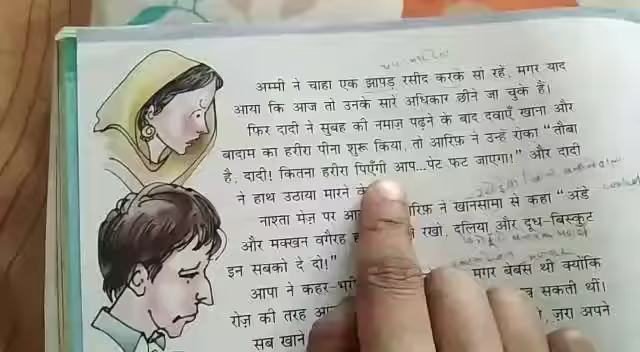 अम्मी ने चाहा एक झापड़ रसीद करके सो रहें, मगर याद
आया कि आज तो उनके सारे अधिकार छीने जा चुके हैं।
फिर दादी ने सुबह की नमाज़ पढ़ने के बाद दवाएँ खाना और
बादाम का हरीरा पीना शुरू किया, तो आरिफ़ ने उन्हें रोका "तौबा
है, दादी! कितना हरीरा पिएँगी आप...पेट फट जाएगा!" और दादी
ने हाथ उठाया मारने के
नाश्ता मेज़ पर आ रिफ़ ने खानसामा से कहा "अंडे
और मक्खन वगैरह ह रखो, दलिया और दूध-बिस्कुट
इन सबको दे दो!"
आपा ने कहर-भरी मगर बेबस थी क्योंकि
रोज़ की तरह आ सकती थीं।
ज़रा अपने
सब खाने